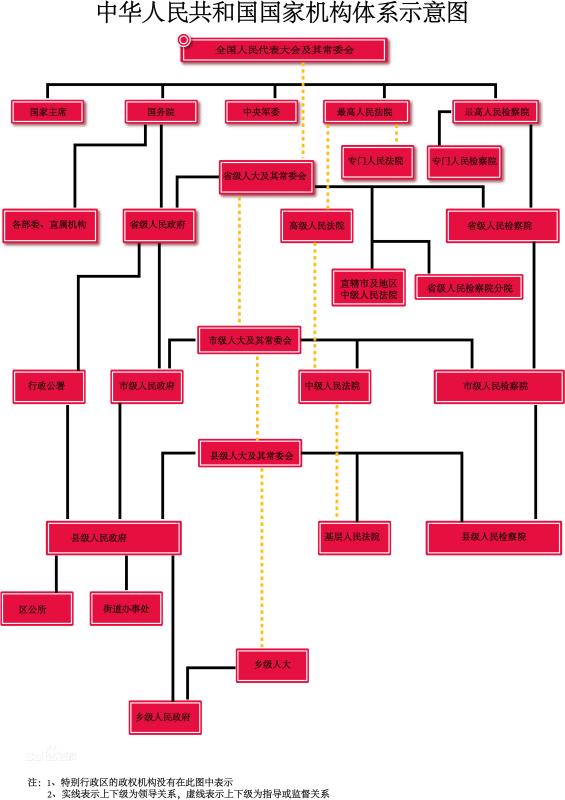 中华人民共和国国家机构体系示意图
全国人民代表大会及其常委会
国家主席
国务院
中央军委
最高人民法院
最高人民检察院
专门人民法院
专门人民检察院
省级人大及其常委会
各部委、直属机构
省级人民政府
高级人民法院
省级人民检察院
直辖市及地区
中级人民法院
省级人民检察院分院
市级人大及其常委会
行政公署
市级人民政府
中级人民法院
市级人民检察院
县级人大及其常委会
县级人民政府
基层人民法院
县级人民检察院
区公所
街道办事处
乡级人大
乡级人民政府
注：1、特别行政区的政权机构没有在此图中表示
2、实线表示上下级为领导关系，虚线表示上下级为指导或监督关系